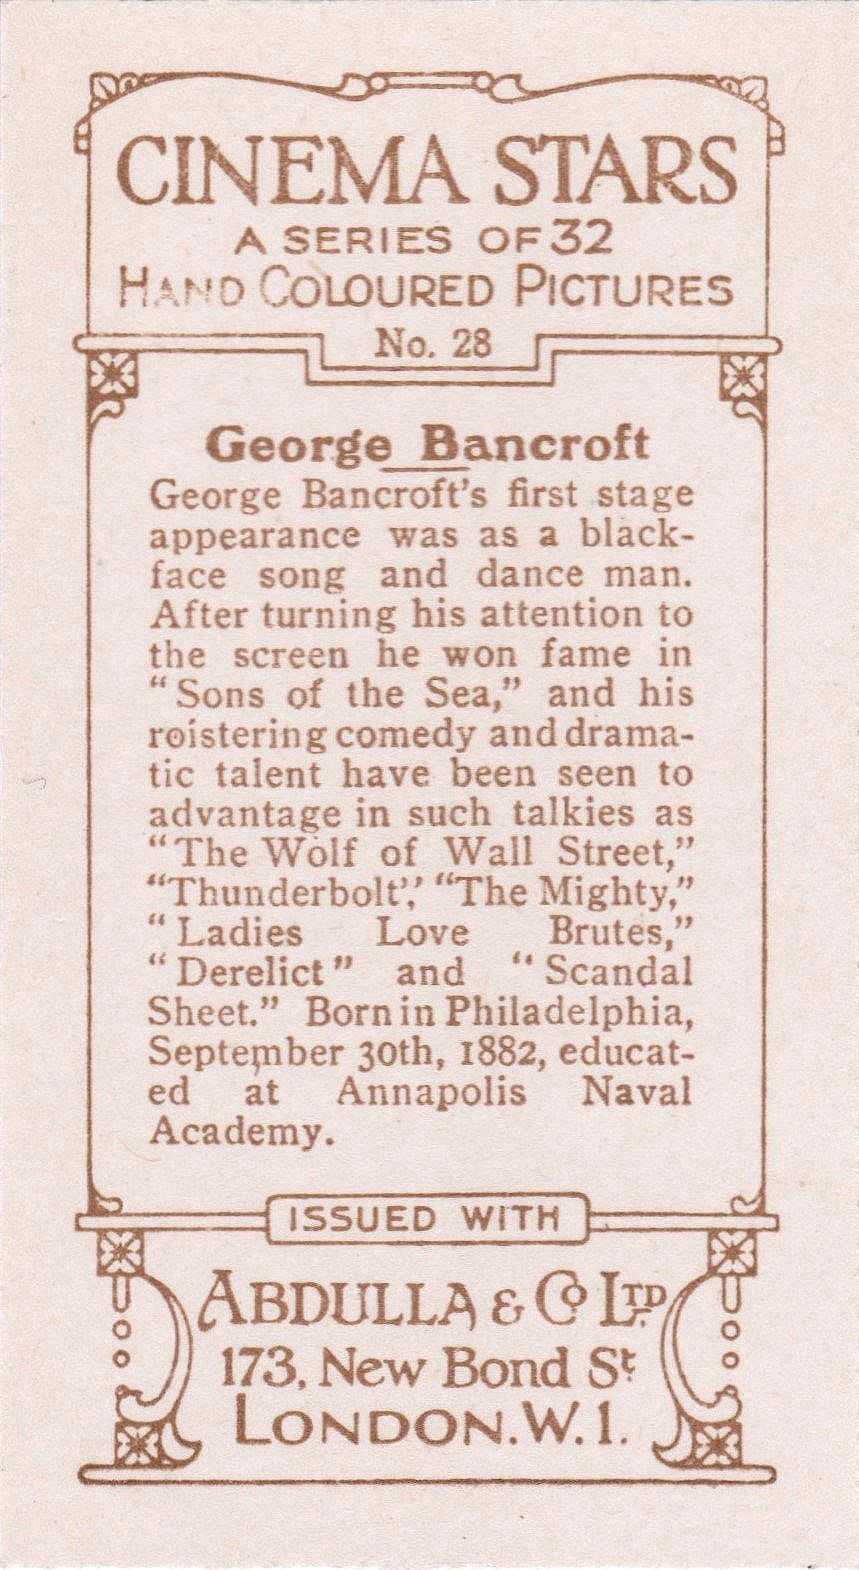 CINEMA STARS
A SERIES OF 32
HAND COLOURED PICTURES
No. 28
George Bancroft
George Bancroft's first stage
appearance was as a black-
face song and dance man.
After turning his attention to
the screen he won fame in
"Sons of the Sea," and his
roistering comedy and drama-
tic talent have been seen to
advantage in such talkies as
"The Wolf of Wall Street,"
"Thunderbolt", "The Mighty,"
"Ladies Love Brutes,"
"Derelict" and "Scandal
Sheet." Born in Philadelphia,
September 30th, 1882, educat-
ed at Annapolis Naval
Academy.
ISSUED WITH
ABDULLA & Co LTD.
173, New Bond St.
LONDON. W. 1.